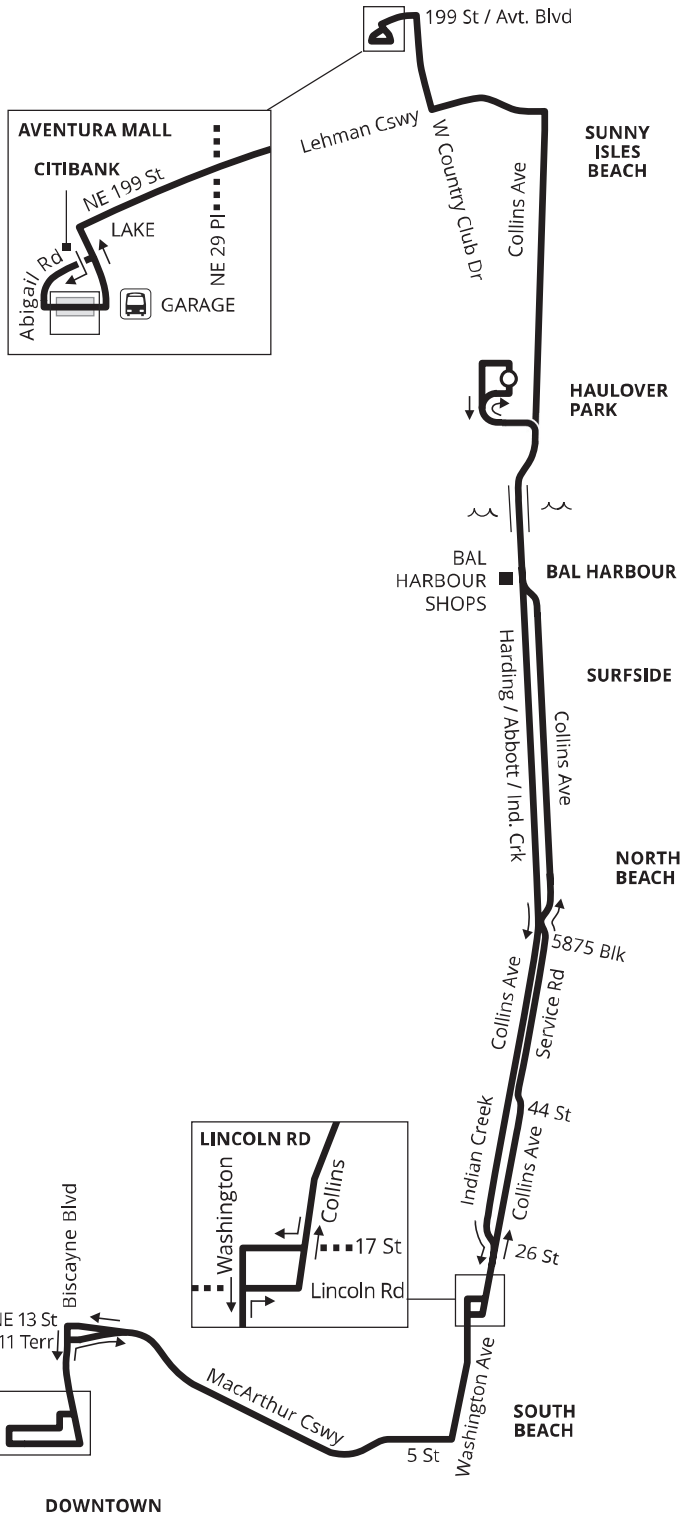 199 St / Avt. Blvd
AVENTURA MALL
CITIBANK
NE 199 St
LAKE
NE 29 Pl
Abigail Rd
GARAGE
Lehman Cswy
W Country Club Dr
Collins Ave
SUNNY
ISLES
BEACH
HAULOVER
PARK
BAL
HARBOUR
SHOPS
BAL HARBOUR
SURFSIDE
Harding / Abbott / Ind. Crk
Collins Ave
NORTH
BEACH
5875 Blk
Collins Ave
Service Rd
44 St
Indian Creek
Collins Ave
26 St
LINCOLN RD
Washington
Collins
17 St
Lincoln Rd
Biscayne Blvd
NE 13 St
11 Terr
MacArthur Cswy
5 St
Washington Ave
SOUTH
BEACH
DOWNTOWN